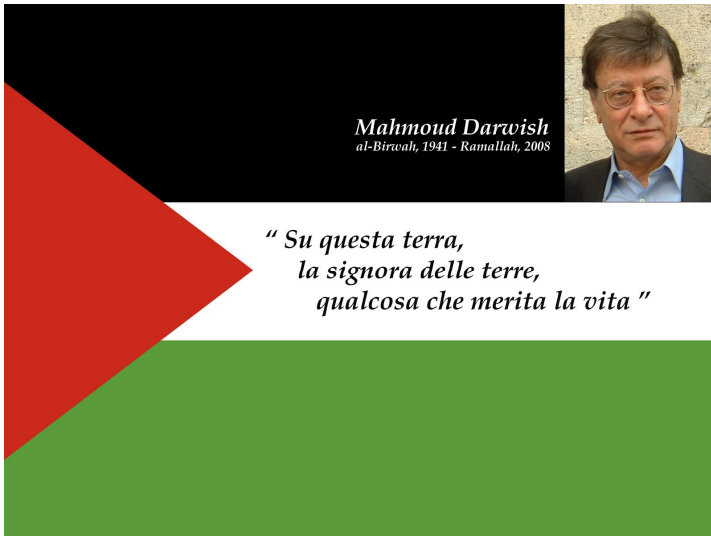 Mahmoud Darwish
al-Birwah, 1941 - Ramallah, 2008
“ Su questa terra,
la signora delle terre,
qualcosa che merita la vita ”